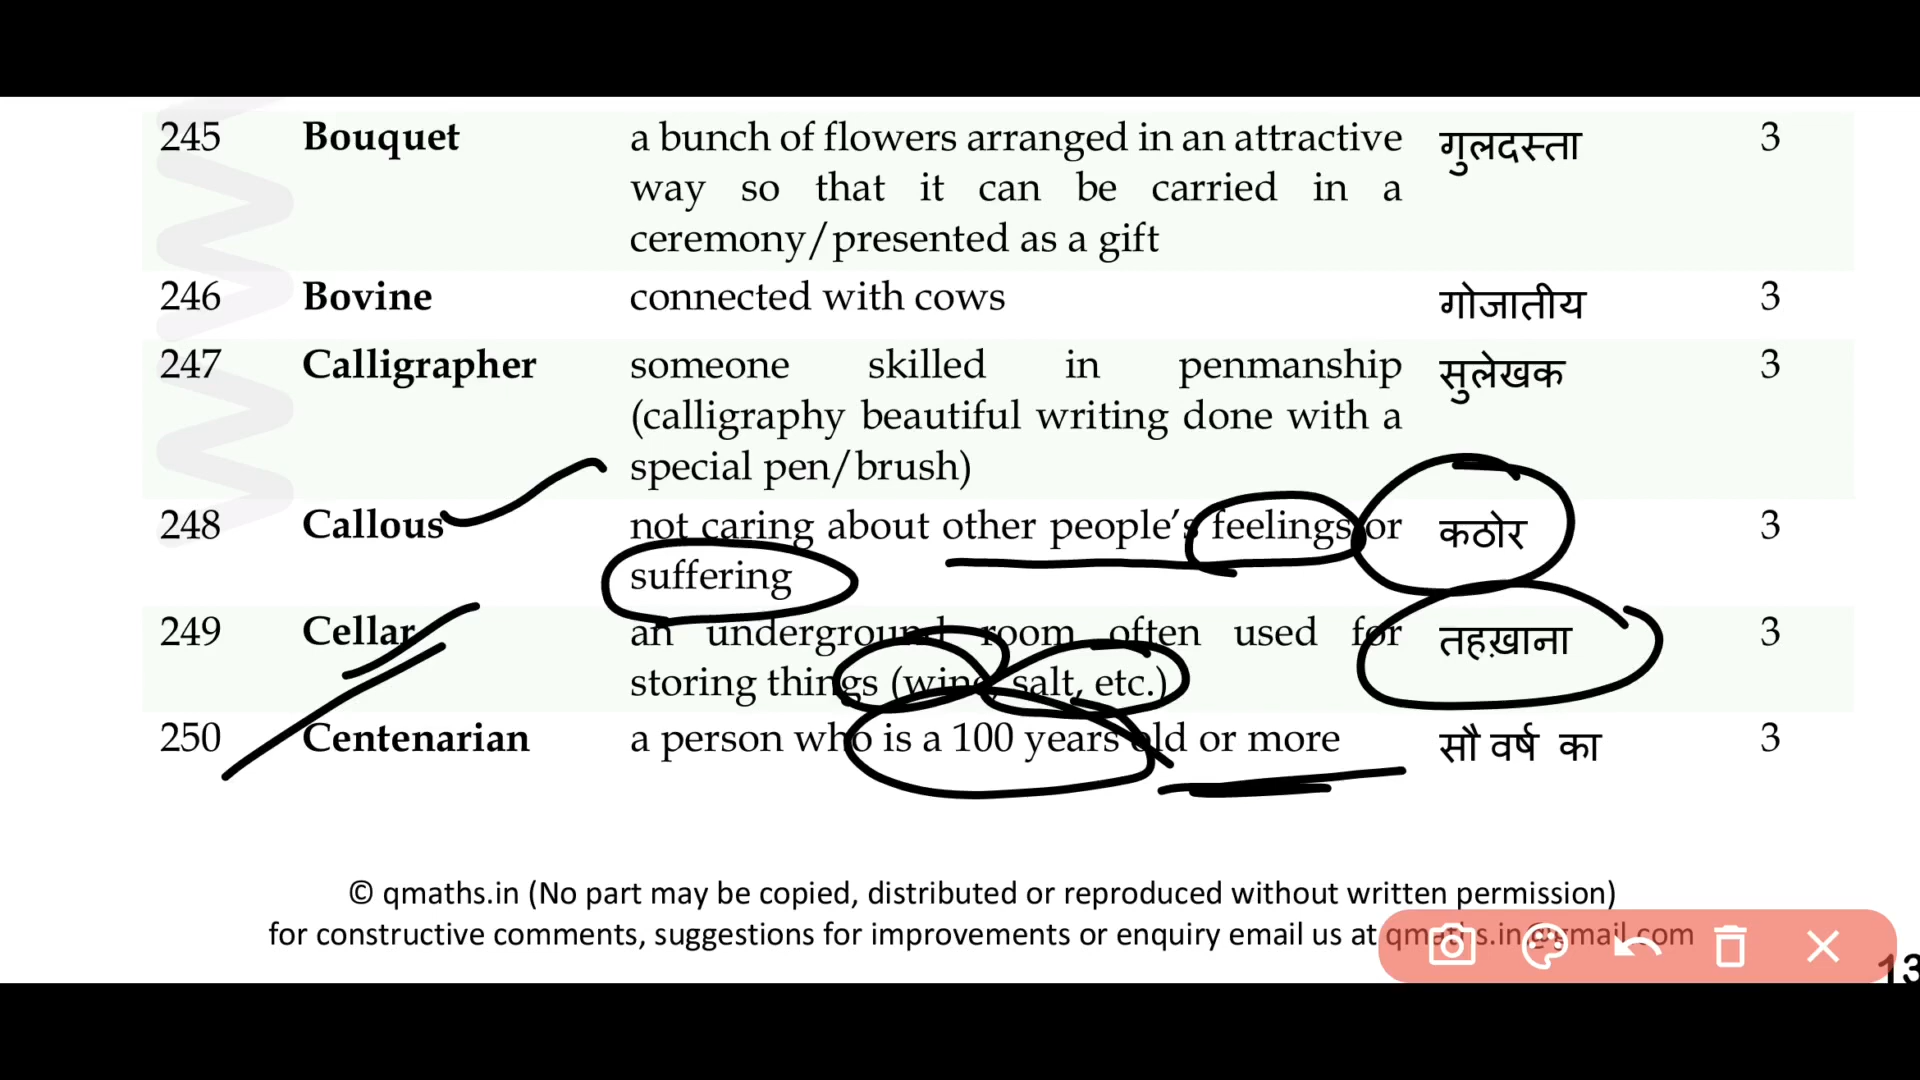 245 Bouquet a bunch of flowers arranged in an attractive गुलदस्ता 3
way so that it can be carried in a
ceremony/presented as a gift
246 Bovine connected with cows गोजातीय 3
247 Calligrapher someone skilled in penmanship सुलेखक 3
(calligraphy beautiful writing done with a
special pen/brush)
248 Callous not caring about other people's feelings or कठोर 3
suffering
249 Cellar an underground room often used for तहख़ाना 3
storing things (wine, salt, etc.)
250 Centenarian a person who is a 100 years old or more सौ वर्ष का 3
© qmaths.in (No part may be copied, distributed or reproduced without written permission)
for constructive comments, suggestions for improvements or enquiry email us at qmaths.in@gmail.com
13